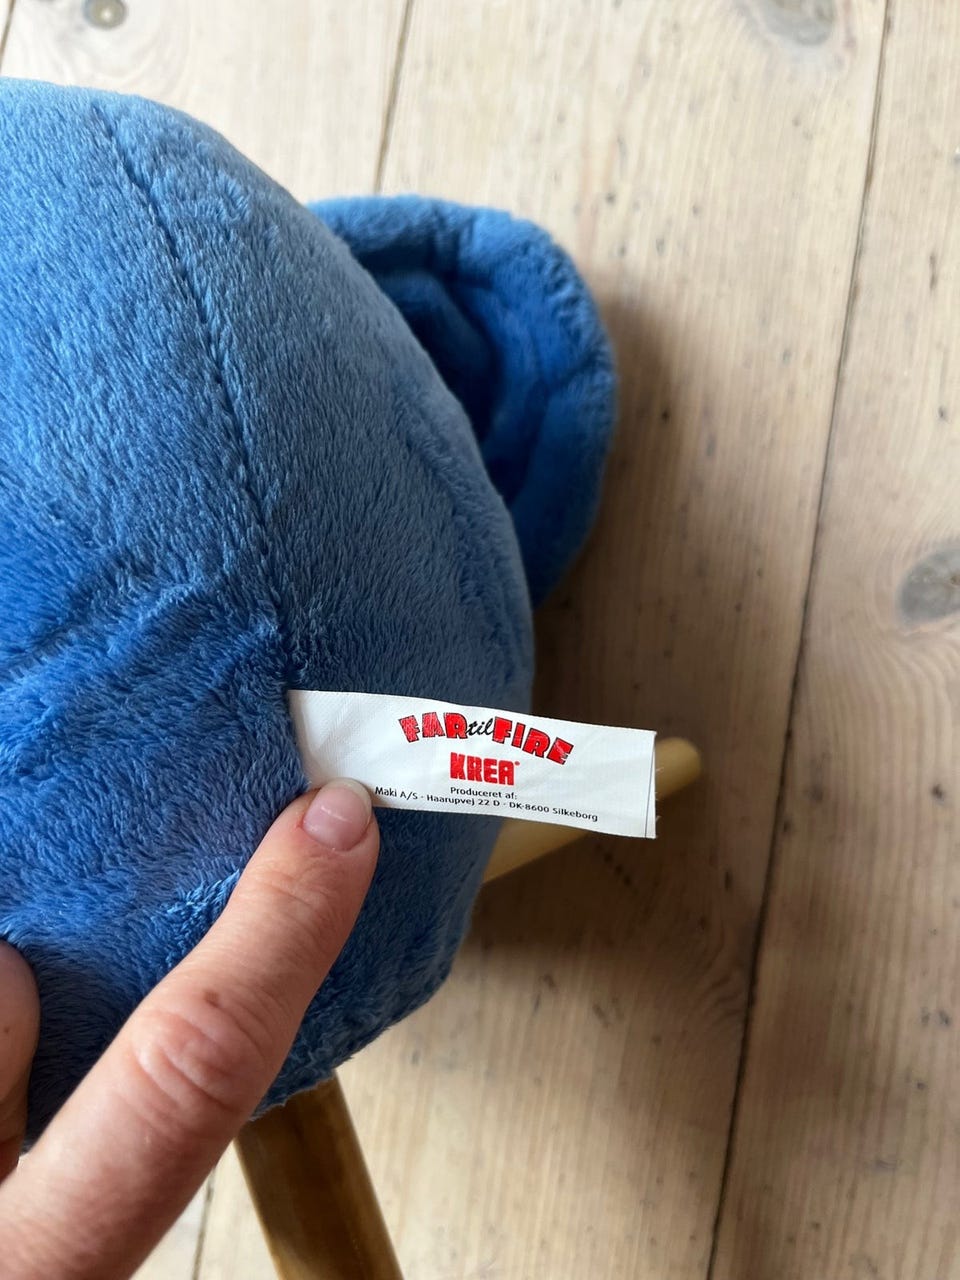 FAR til FIRE
KREA®
Produceret af:
Maki A/S - Haarupvej 22 D - DK-8600 Silkeborg